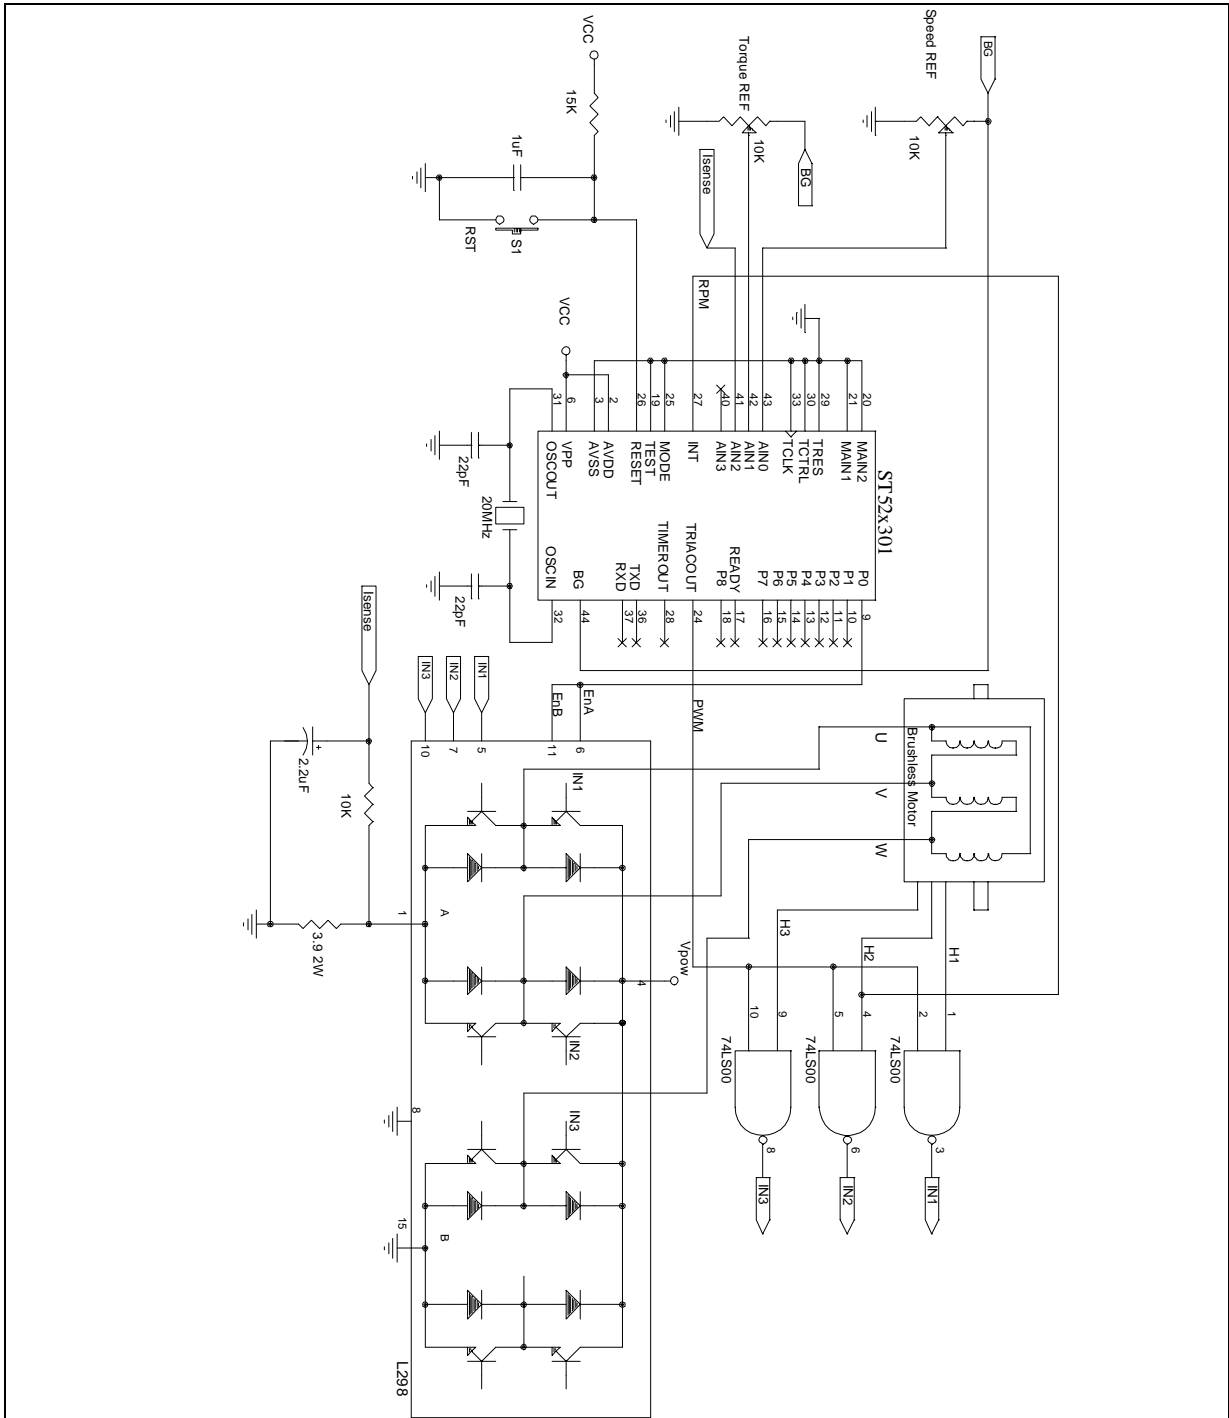 BG
Speed REF
10K
Torque REF
10K
BG
Isense
VCC
15K
1uF
S1
RST
RPM
VCC
ST52x301
20
21
29
30
33
43
42
41
40
27
25
19
26
2
3
6
31
MAIN2
MAIN1
TRES
TCTRL
TCLK
AIN0
AIN1
AIN2
AIN3
INT
MODE
TEST
RESET
AVDD
AVSS
VPP
OSCOUT
P0
P1
P2
P3
P4
P5
P6
P7
READY
P8
TRIACOUT
TIMEROUT
TXD
RXD
BG
OSCIN
9
10
11
12
13
14
15
16
17
18
24
28
36
37
44
32
22pF
20MHz
22pF
PWM
EnA
EnB
Isense
2.2uF
10K
3.9 2W
IN1
IN2
IN3
6
11
5
7
10
IN1
IN2
IN3
A
B
1
4
8
15
Vpow
L298
Brushless Motor
U
V
W
H1
H2
H3
1
2
4
5
9
10
74LS00
74LS00
74LS00
3
6
8
IN1
IN2
IN3